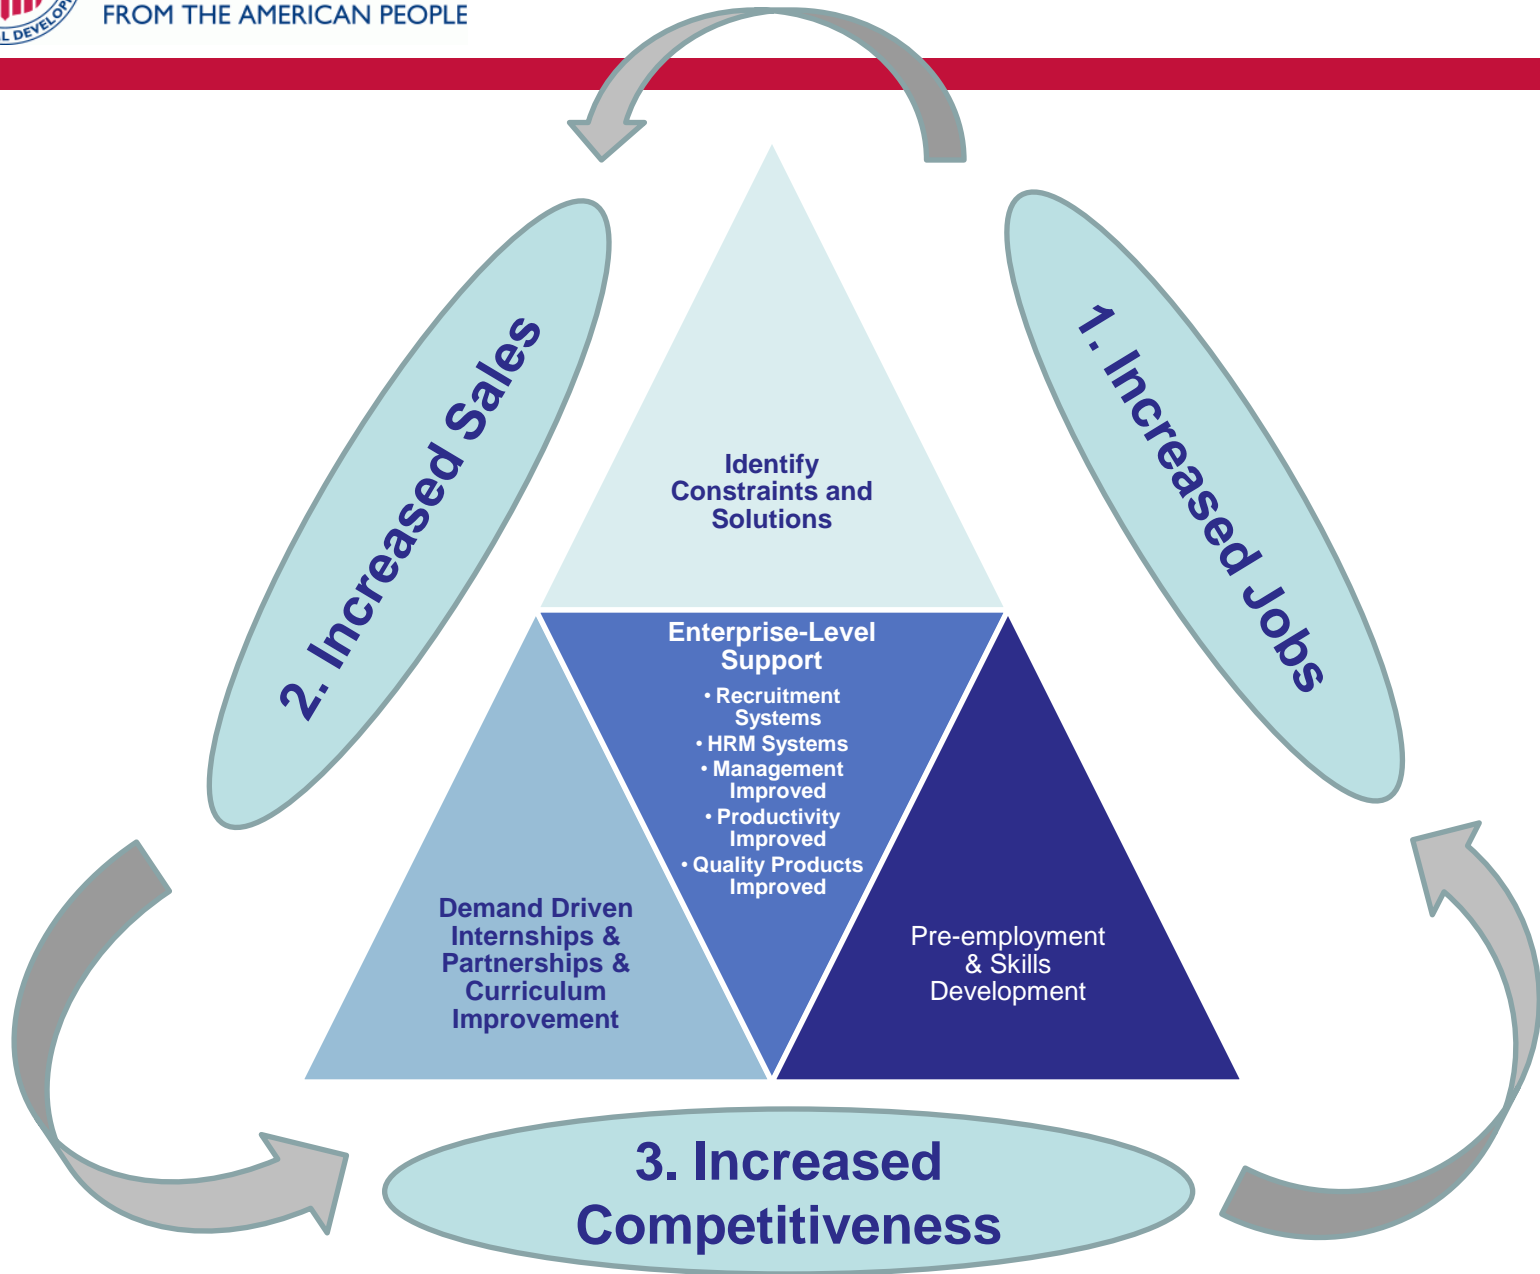 FROM THE AMERICAN PEOPLE
1. Increased Jobs
2. Increased Sales
Identify
Constraints and
Solutions
Enterprise-Level
Support
• Recruitment
Systems
• HRM Systems
• Management
Improved
• Productivity
Improved
• Quality Products
Improved
Demand Driven
Internships &
Partnerships &
Curriculum
Improvement
Pre-employment
& Skills
Development
3. Increased
Competitiveness